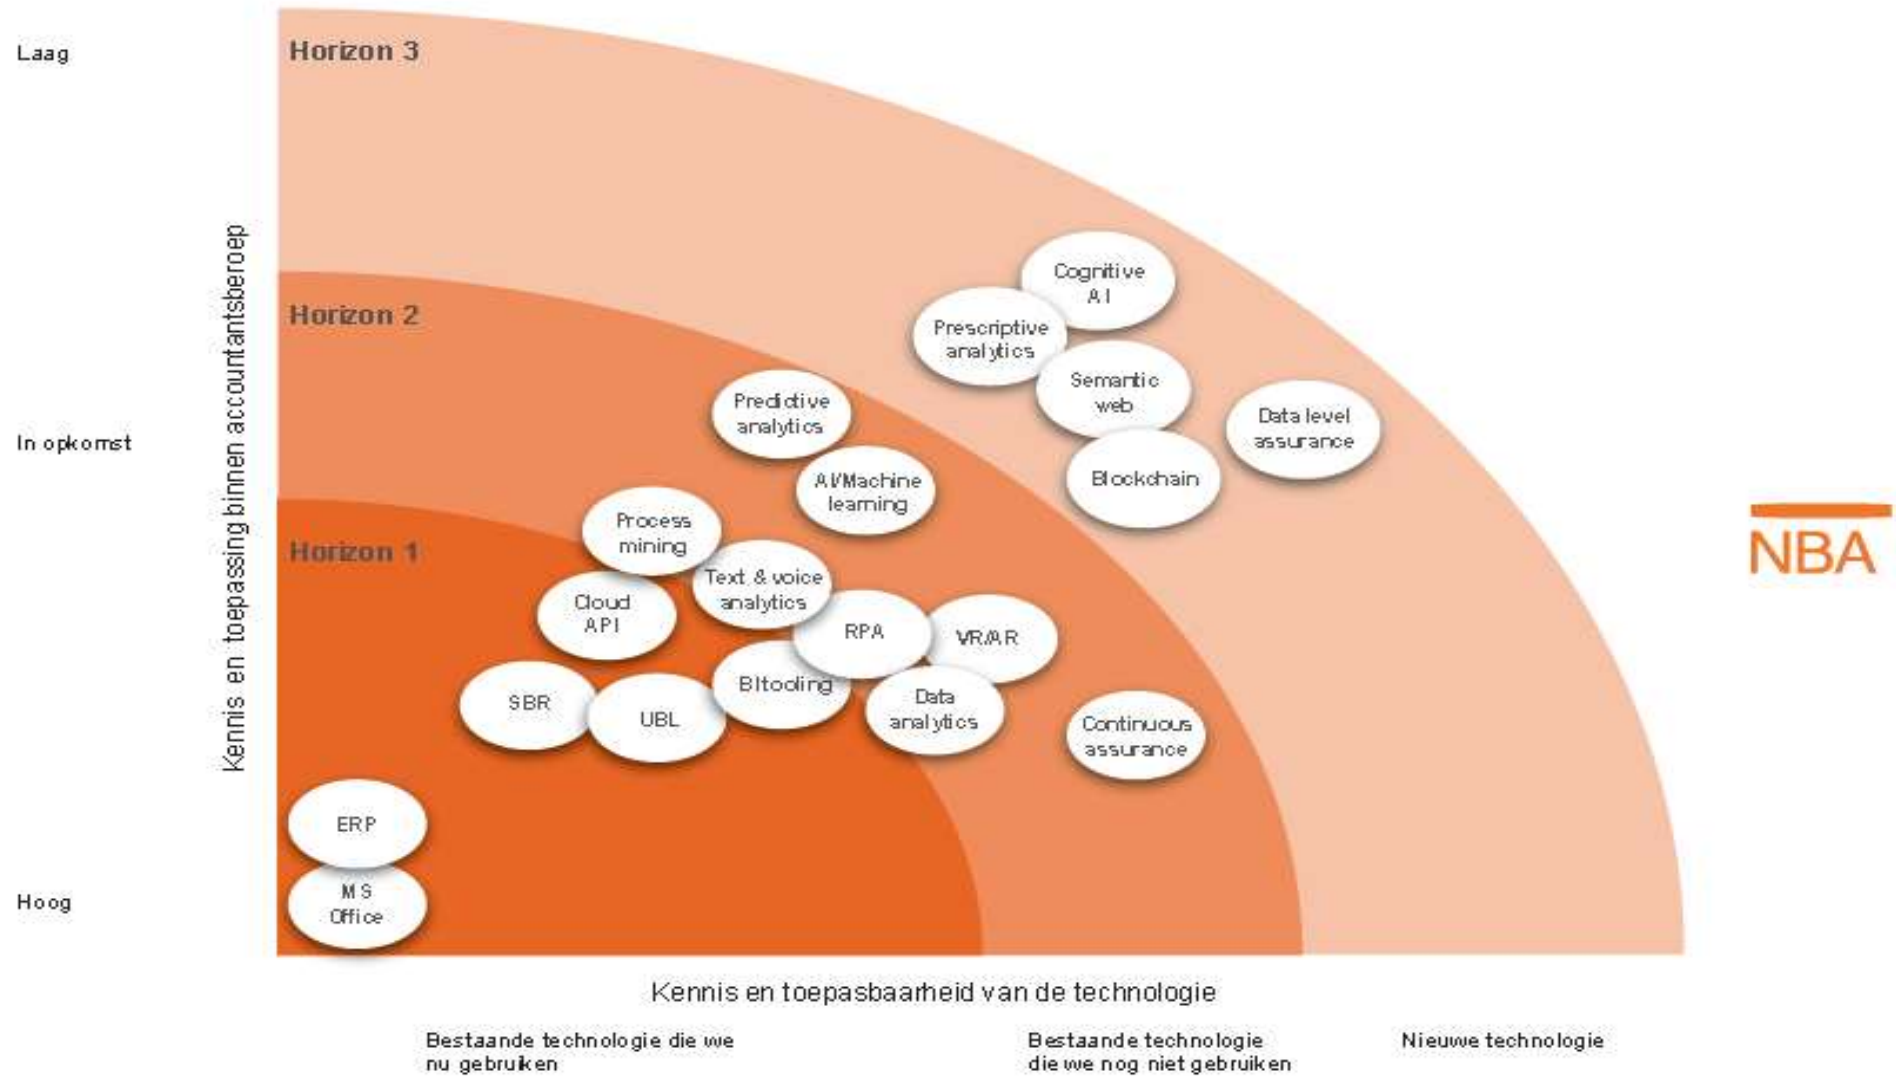 Laag
In opkomst
Hoog
Kennis en toepassing binnen accountantsberoep
Horizon 3
Horizon 2
Horizon 1
Cognitive
AI
Prescriptive
analytics
Semantic
web
Data level
assurance
Blockchain
Predictive
analytics
AI/Machine
learning
Process
mining
Text & voice
analytics
Cloud
API
RPA
VR/AR
BI tooling
Data
analytics
SBR
UBL
Continuous
assurance
ERP
MS
Office
NBA
Kennis en toepasbaarheid van de technologie
Bestaande technologie die we
nu gebruiken
Bestaande technologie
die we nog niet gebruiken
Nieuwe technologie